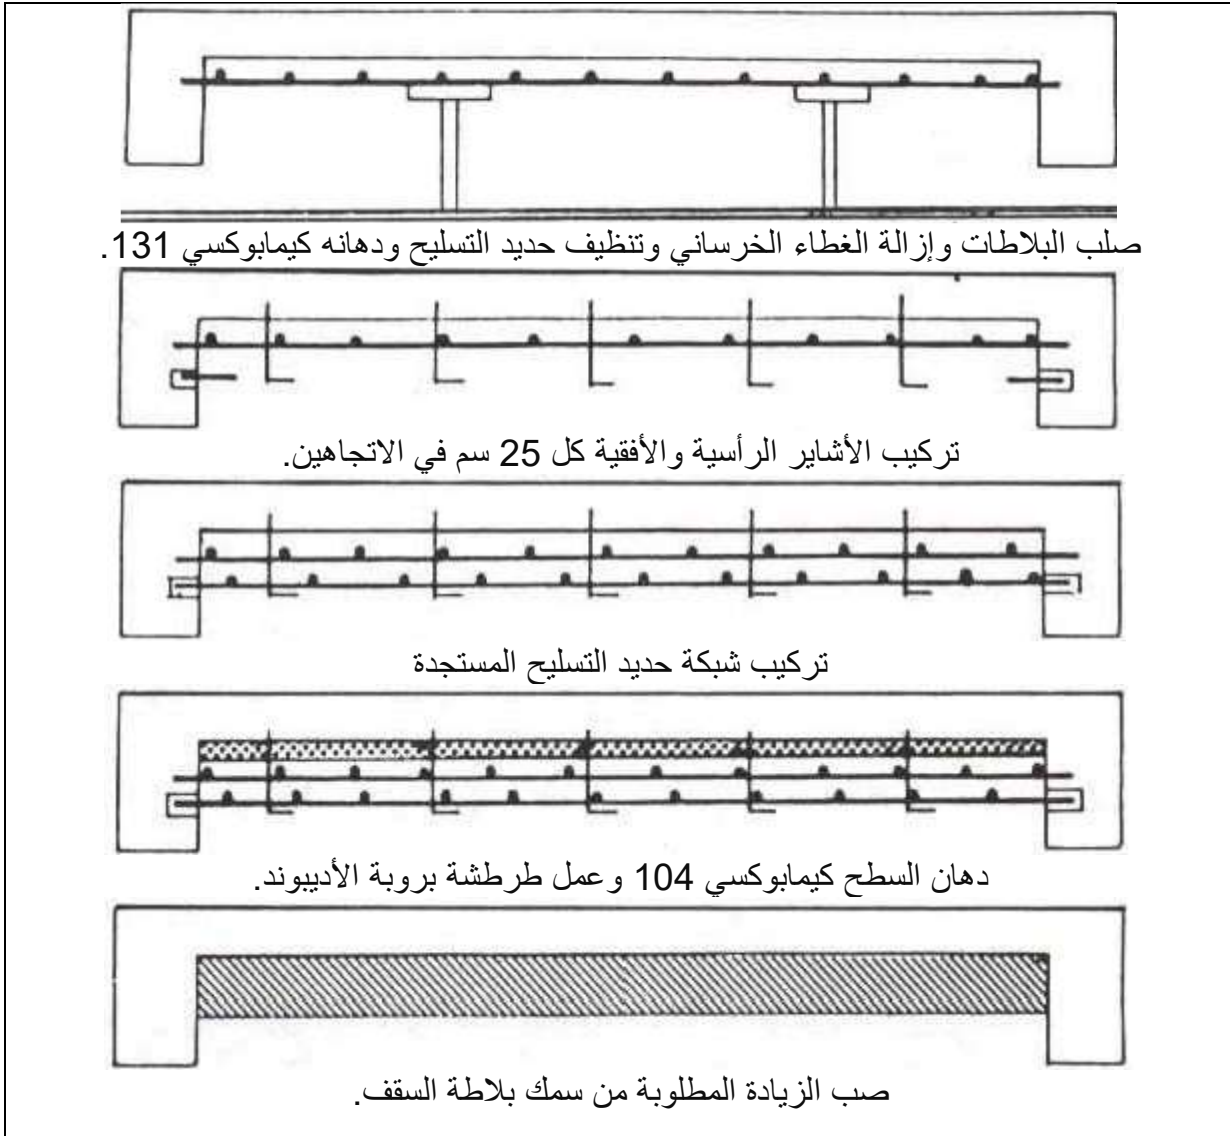 صلب البلاطات وإزالة الغطاء الخرساني وتنظيف حديد التسليح ودهانه كيمابوكسي 131.
تركيب الأشاير الرأسية والأفقية كل 25 سم في الاتجاهين.
تركيب شبكة حديد التسليح المستجدة
دهان السطح كيمابوكسي 104 وعمل طرطشة بروبة الأديبوند.
صب الزيادة المطلوبة من سمك بلاطة السقف.